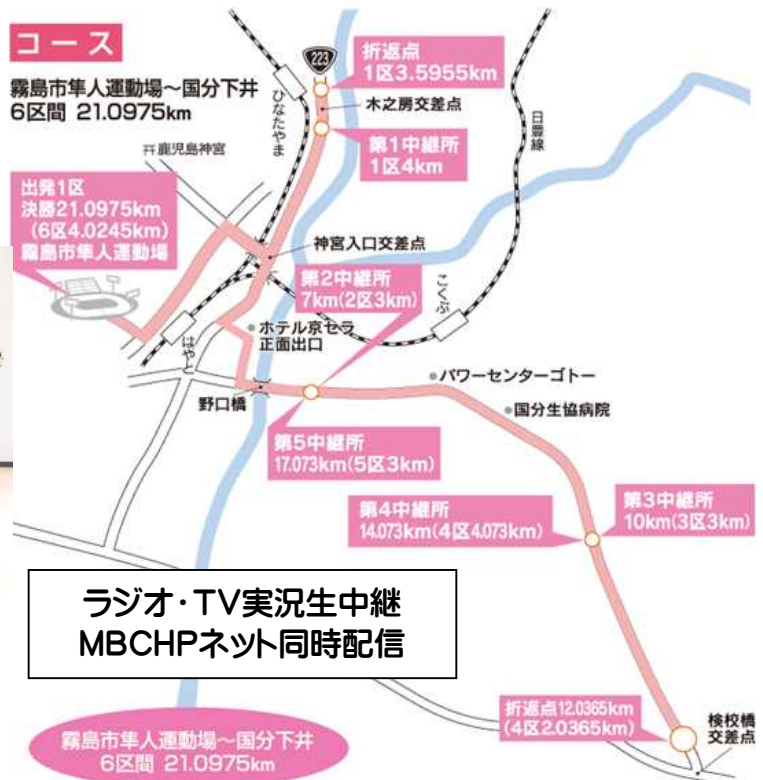 コース
霧島市隼人運動場～国分下井
6区間 21.0975km
223
折返点
1区3.5955km
木之房交差点
ひなたやま
第1中継所
1区4km
日豊線
鹿児島神宮
出発1区
決勝21.0975km
(6区4.0245km)
霧島市隼人運動場
神宮入口交差点
第2中継所
7km(2区3km)
こくぶ
ホテル京セラ
正面出口
はやと
パワーセンターゴトー
国分生協病院
野口橋
第5中継所
17.073km(5区3km)
第4中継所
14.073km(4区4.073km)
第3中継所
10km(3区3km)
ラジオ・TV実況生中継
MBCHPネット同時配信
折返点12.0365km
(4区2.0365km)
検校橋
交差点
霧島市隼人運動場～国分下井
6区間 21.0975km